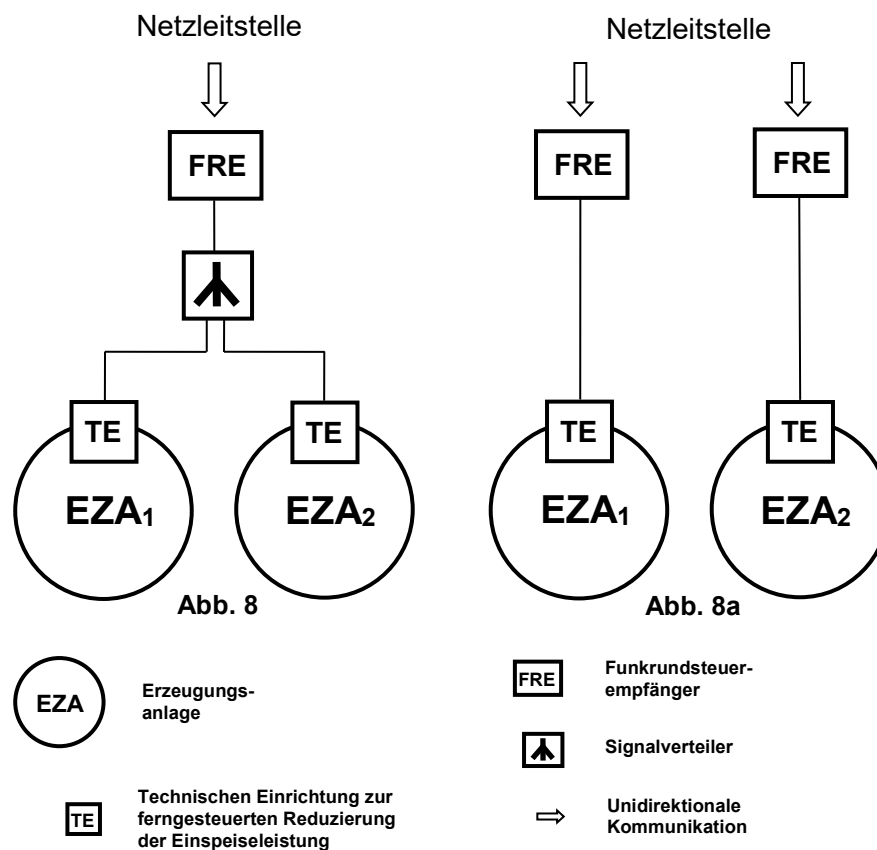 Netzleitstelle
Netzleitstelle
FRE
FRE
FRE
TE
TE
TE
TE
EZA1
EZA2
EZA1
EZA2
Abb. 8
Abb. 8a
EZA
Erzeugungs-
anlage
FRE
Funkrundsteuer-
empfänger
Signalverteiler
TE
Technischen Einrichtung zur
ferngesteuerten Reduzierung
der Einspeiseleistung
Unidirektionale
Kommunikation